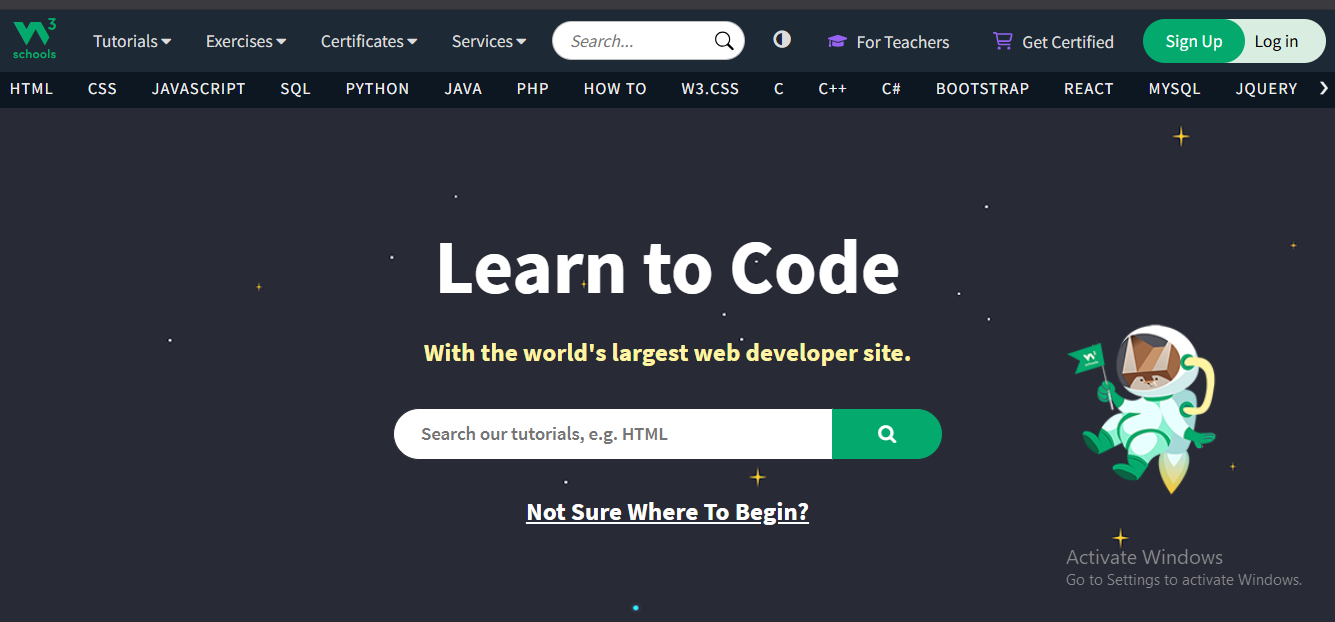 W3 schools
Tutorials Exercises Certificates Services Search... For Teachers Get Certified Sign Up Log in
HTML CSS JAVASCRIPT SQL PYTHON JAVA PHP HOW TO W3.CSS C C++ C# BOOTSTRAP REACT MYSQL JQUERY
Learn to Code
With the world's largest web developer site.
Search our tutorials, e.g. HTML
Not Sure Where To Begin?
Activate Windows
Go to Settings to activate Windows.